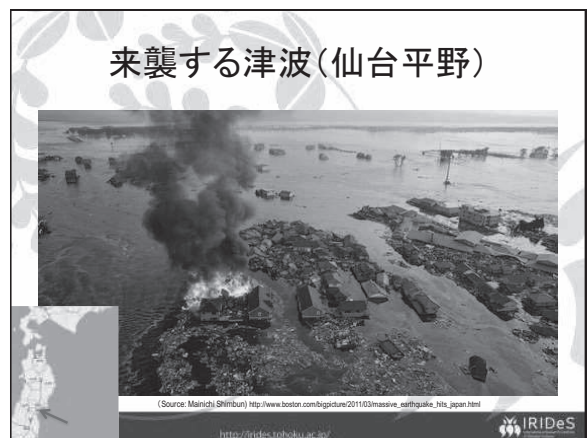 来襲する津波(仙台平野)
(Source: Mainichi Shimbun) http://www.boston.com/bigpicture/2011/03/massive_earthquake_hits_japan.html
http://irides.tohoku.ac.jp/
IRIDeS